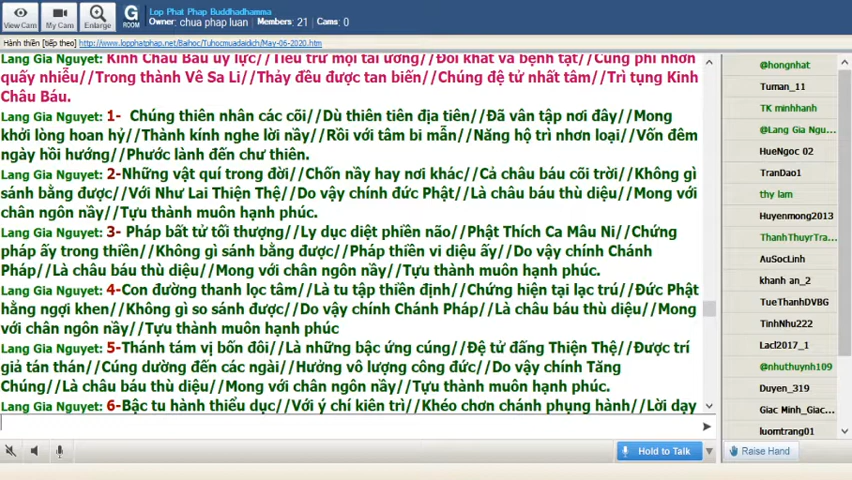 Lop Phat Phap Buddhadhamma
Owner: chua phap luan Members: 21 Cams: 0
View Cam
My Cam
Enlarge
G
ROOM
Hành thiền [tiếp theo] http://www.lopphatphap.net/Baihoc/Tuhocmuadaidich/May-06-2020.htm
Lang Gia Nguyet: Kinh Châu Báu uy lực//Tiêu trừ mọi tai ương//Đói khát và bệnh tật//Cùng phi nhơn
quấy nhiễu//Trong thành Vê Sa Li//Thảy đều được tan biến//Chúng đệ tử nhất tâm//Trì tụng Kinh
Châu Báu.
Lang Gia Nguyet: 1- Chúng thiên nhân các cõi//Dù thiên tiên địa tiên//Đã vân tập nơi đây//Mong
khởi lòng hoan hỷ//Thành kính nghe lời nầy//Rồi với tâm bi mẫn//Năng hộ trì nhơn loại//Vốn đêm
ngày hồi hướng//Phước lành đến chư thiên.
Lang Gia Nguyet: 2-Những vật quí trong đời//Chốn nầy hay nơi khác//Cả châu báu cõi trời//Không gì
sánh bằng được//Với Như Lai Thiện Thệ//Do vậy chính đức Phật//Là châu báu thù diệu//Mong với
chân ngôn nầy//Tựu thành muôn hạnh phúc.
Lang Gia Nguyet: 3- Pháp bất tử tối thượng//Ly dục diệt phiền não//Phật Thích Ca Mâu Ni//Chứng
pháp ấy trong thiền//Không gì sánh bằng được//Pháp thiền vi diệu ấy//Do vậy chính Chánh
Pháp//Là châu báu thù diệu//Mong với chân ngôn nầy//Tựu thành muôn hạnh phúc.
Lang Gia Nguyet: 4-Con đường thanh lọc tâm//Là tu tập thiền định//Chứng hiện tại lạc trú//Đức Phật
hằng ngợi khen//Không gì so sánh được//Do vậy chính Chánh Pháp//Là châu báu thù diệu//Mong
với chân ngôn nầy//Tựu thành muôn hạnh phúc
Lang Gia Nguyet: 5-Thánh tám vị bốn đôi//Là những bậc ứng cúng//Đệ tử đấng Thiện Thệ//Được trí
giả tán thán//Cúng dường đến các ngài//Hưởng vô lượng công đức//Do vậy chính Tăng
Chúng//Là châu báu thù diệu//Mong với chân ngôn nầy//Tựu thành muôn hạnh phúc.
Lang Gia Nguyet: 6-Bậc tu hành thiểu dục//Với ý chí kiên trì//Khéo chơn chánh phụng hành//Lời dạy
@hongnhat
Tuman_11
TK minhhanh
@Lang Gia Nguy...
HueNgoc 02
TranDao1
thy lam
Huyenmong2013
ThanhThuyrTra...
AuSocLinh
khanh an_2
TueThanhDVBG
TinhNhu222
Lacl2017_1
@nhuthuynh109
Duyen_319
Giac Minh_Giac...
luomtrang01
Hold to Talk
Raise Hand